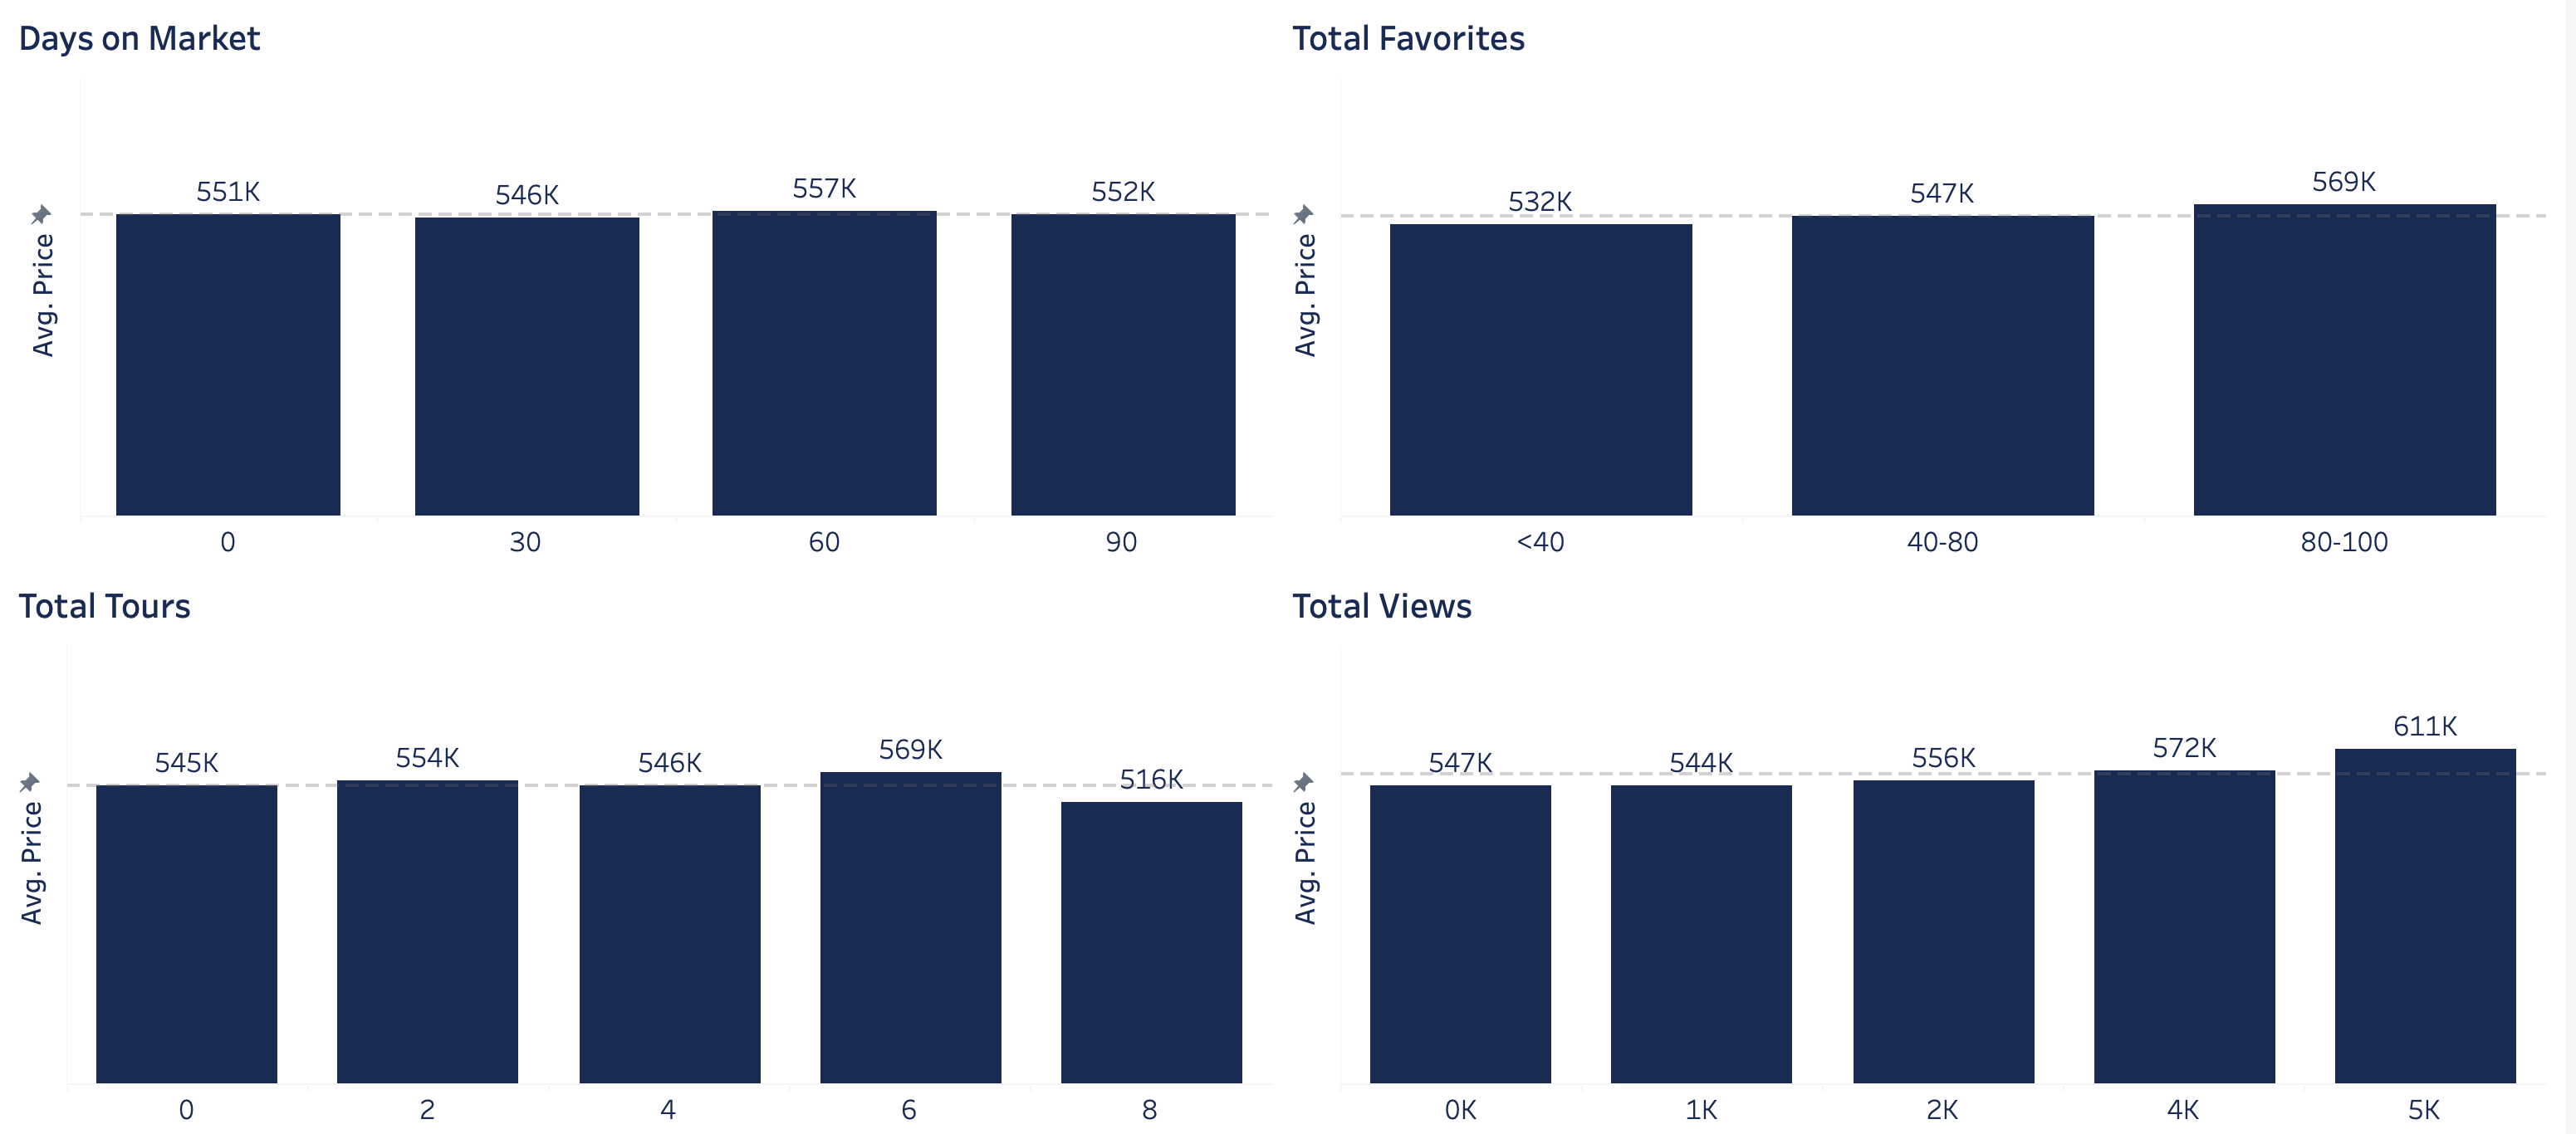 Days on Market
Avg. Price
551K
546K
557K
552K
0
30
60
90
Total Favorites
Avg. Price
532K
547K
569K
<40
40-80
80-100
Total Tours
Avg. Price
545K
554K
546K
569K
516K
0
2
4
6
8
Total Views
Avg. Price
547K
544K
556K
572K
611K
0K
1K
2K
4K
5K